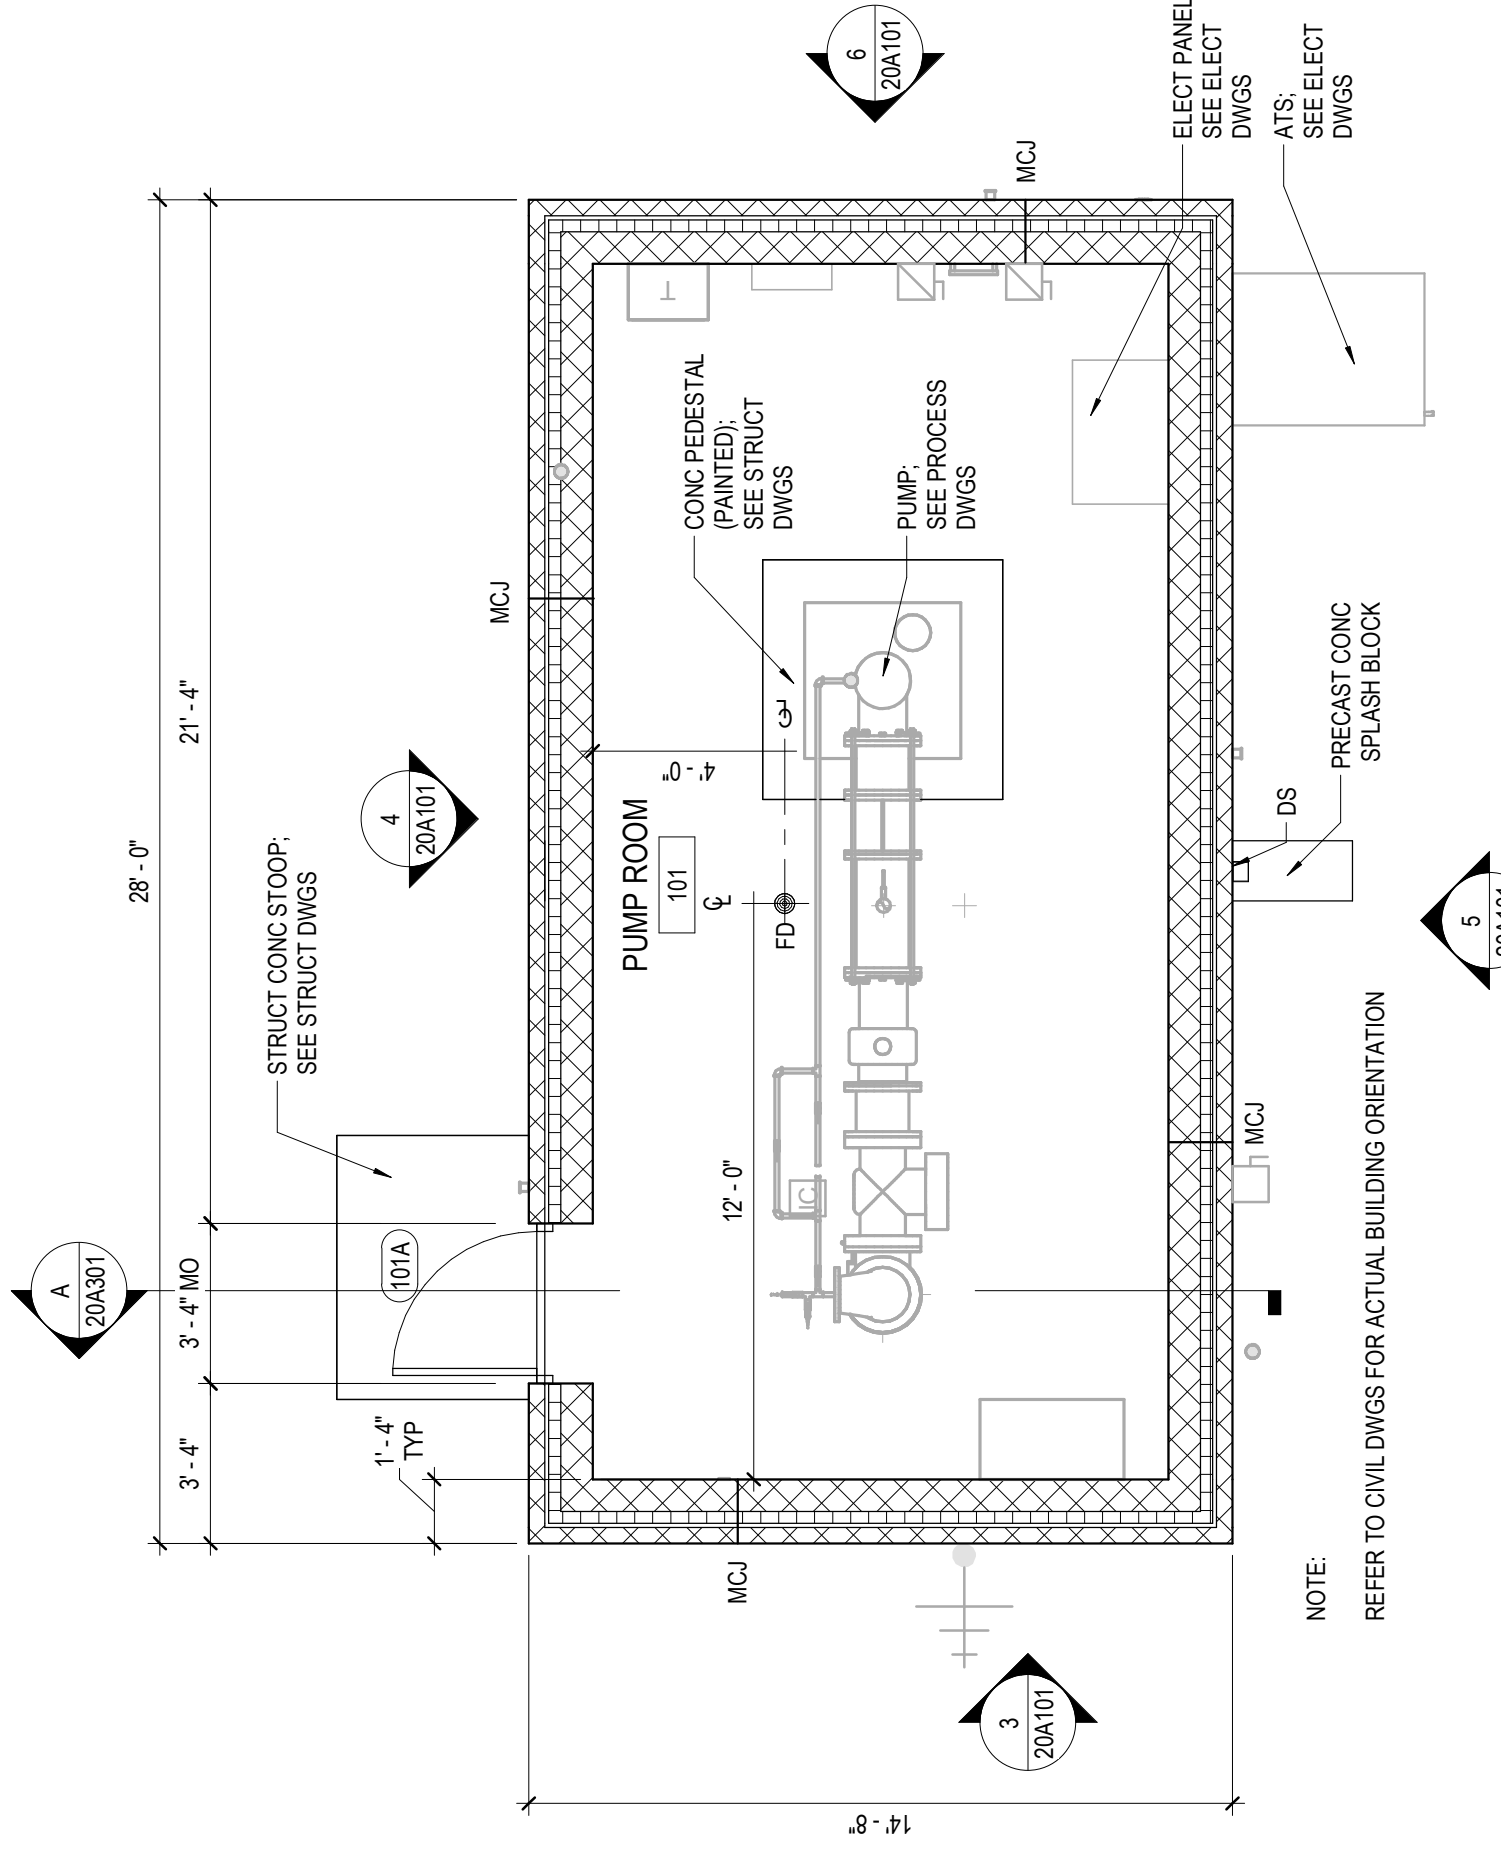 28' - 0"
3' - 4"
3' - 4" MO
21' - 4"
A
20A301
STRUCT CONC STOOP;
SEE STRUCT DWGS
4
20A101
1' - 4"
TYP
101A
MCJ
MCJ
PUMP ROOM
101
4' - 0"
CONC PEDESTAL
(PAINTED);
SEE STRUCT
DWGS
T
12' - 0"
FD
IC
PUMP;
SEE PROCESS
DWGS
6
20A101
MCJ
14' - 8"
3
20A101
MCJ
DS
PRECAST CONC
SPLASH BLOCK
ELECT PANEL
SEE ELECT
DWGS
ATS;
SEE ELECT
DWGS
NOTE:
REFER TO CIVIL DWGS FOR ACTUAL BUILDING ORIENTATION
5